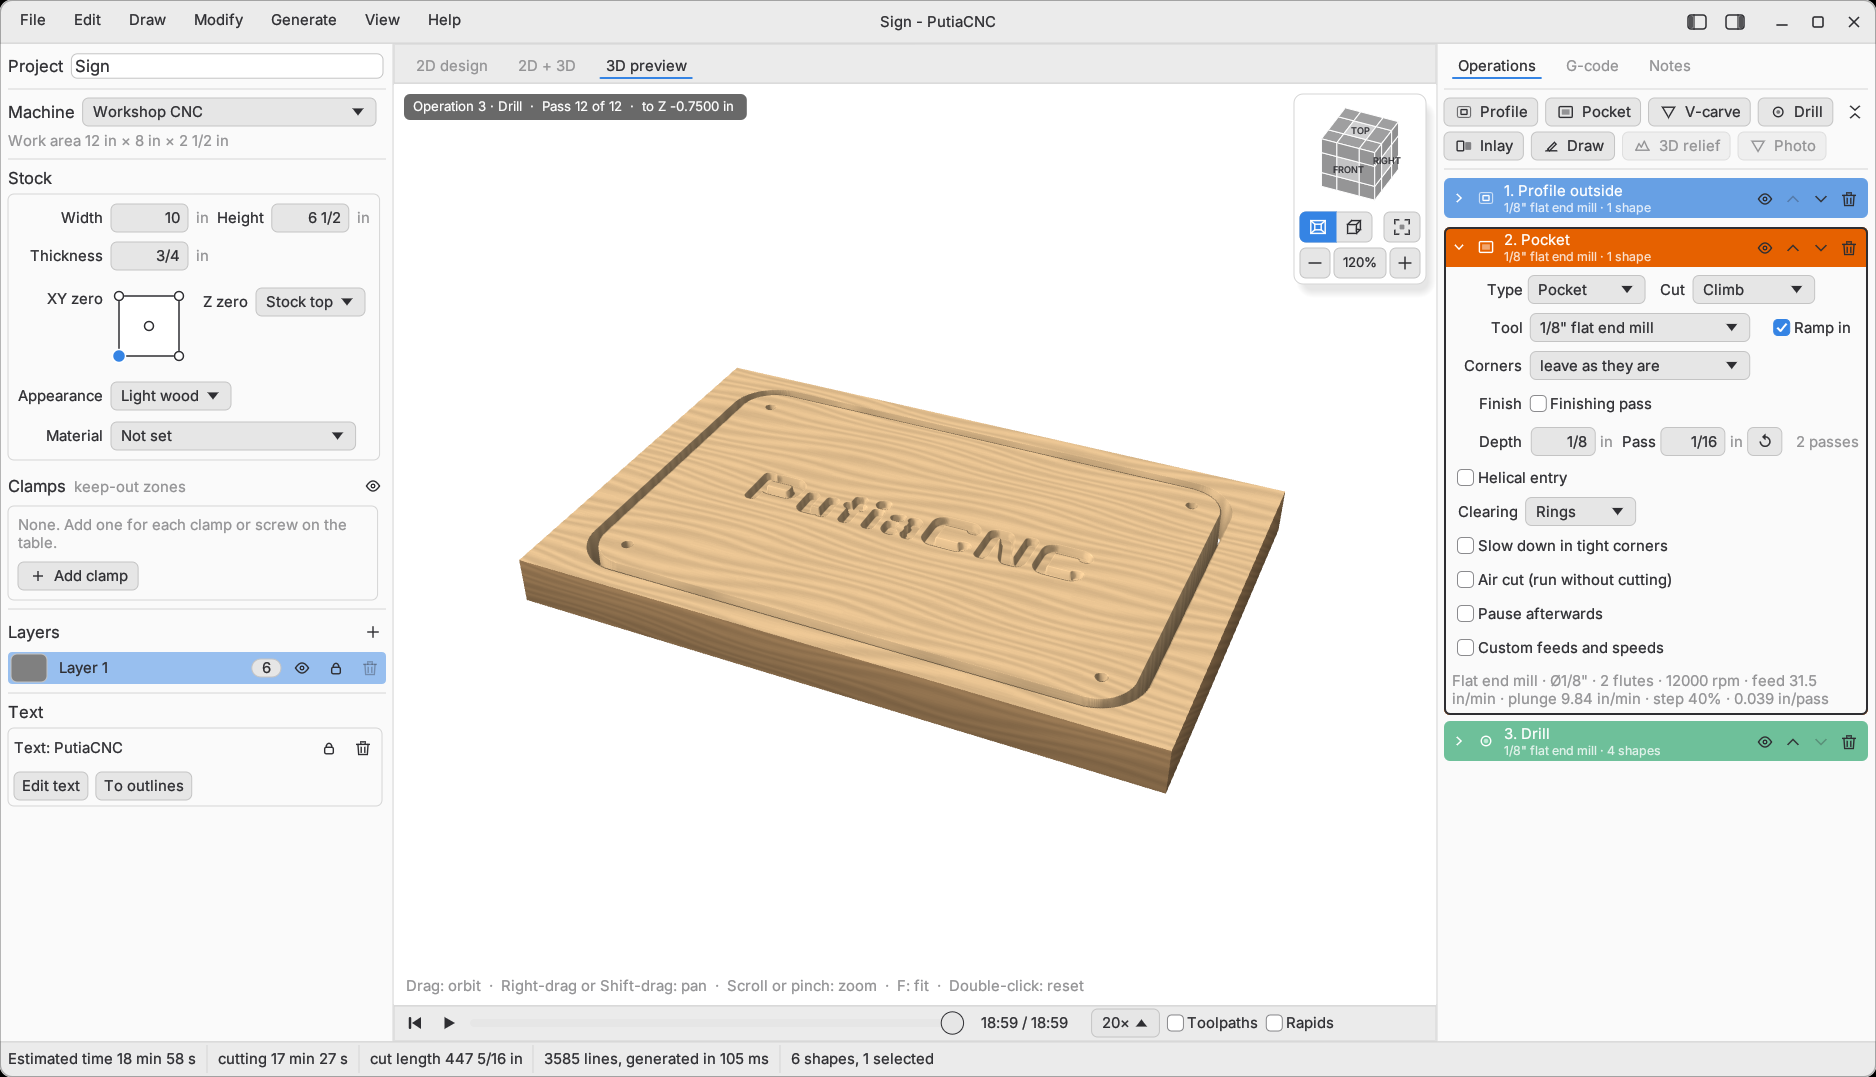 File Edit Draw Modify Generate View Help
Sign - PutiaCNC
Project Sign
Machine Workshop CNC
Work area 12 in × 8 in × 2 1/2 in
Stock
Width 10 in Height 6 1/2 in
Thickness 3/4 in
XY zero Z zero Stock top
Appearance Light wood
Material Not set
Clamps keep-out zones
None. Add one for each clamp or screw on the
table.
Add clamp
Layers
Layer 1 6
Text
Text: PutiaCNC
Edit text To outlines
2D design 2D + 3D 3D preview
Operation 3 · Drill · Pass 12 of 12 · to Z -0.7500 in
TOP
FRONT RIGHT
120%
PutiaCNC
Drag: orbit · Right-drag or Shift-drag: pan · Scroll or pinch: zoom · F: fit · Double-click: reset
18:59 / 18:59 20× Toolpaths Rapids
Operations G-code Notes
Profile Pocket V-carve Drill
Inlay Draw 3D relief Photo
1. Profile outside
1/8" flat end mill · 1 shape
2. Pocket
1/8" flat end mill · 1 shape
Type Pocket Cut Climb
Tool 1/8" flat end mill Ramp in
Corners leave as they are
Finish Finishing pass
Depth 1/8 in Pass 1/16 in 2 passes
Helical entry
Clearing Rings
Slow down in tight corners
Air cut (run without cutting)
Pause afterwards
Custom feeds and speeds
Flat end mill · Ø1/8" · 2 flutes · 12000 rpm · feed 31.5
in/min · plunge 9.84 in/min · step 40% · 0.039 in/pass
3. Drill
1/8" flat end mill · 4 shapes
Estimated time 18 min 58 s cutting 17 min 27 s cut length 447 5/16 in 3585 lines, generated in 105 ms 6 shapes, 1 selected